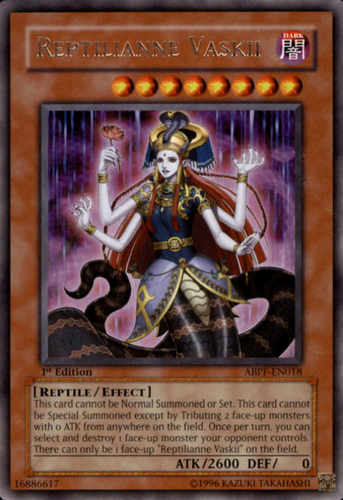 Reptilianne Vaskii
DARK
闇
1st Edition
ABPF-EN018
[Reptile / Effect]
This card cannot be Normal Summoned or Set. This card cannot
be Special Summoned except by Tributing 2 face-up monsters
with 0 ATK from anywhere on the field. Once per turn, you can
select and destroy 1 face-up monster your opponent controls.
There can only be 1 face-up "Reptilianne Vaskii" on the field.
ATK/2600 DEF/ 0
16886617
©1996 KAZUKI TAKAHASHI